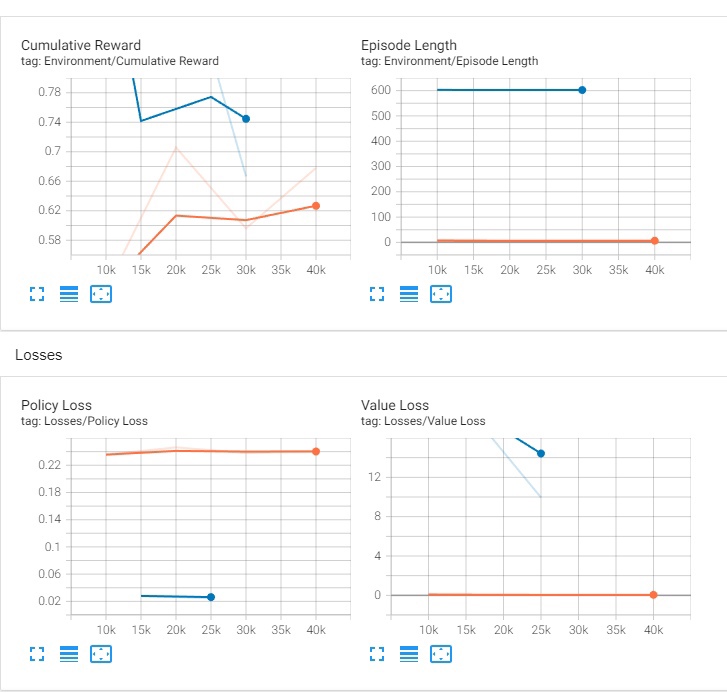 Cumulative Reward
tag: Environment/Cumulative Reward
0.78
0.74
0.7
0.66
0.62
0.58
10k 15k 20k 25k 30k 35k 40k
Episode Length
tag: Environment/Episode Length
600
500
400
300
200
100
0
10k 15k 20k 25k 30k 35k 40k
Losses
Policy Loss
tag: Losses/Policy Loss
0.22
0.18
0.14
0.1
0.06
0.02
10k 15k 20k 25k 30k 35k 40k
Value Loss
tag: Losses/Value Loss
12
8
4
0
10k 15k 20k 25k 30k 35k 40k